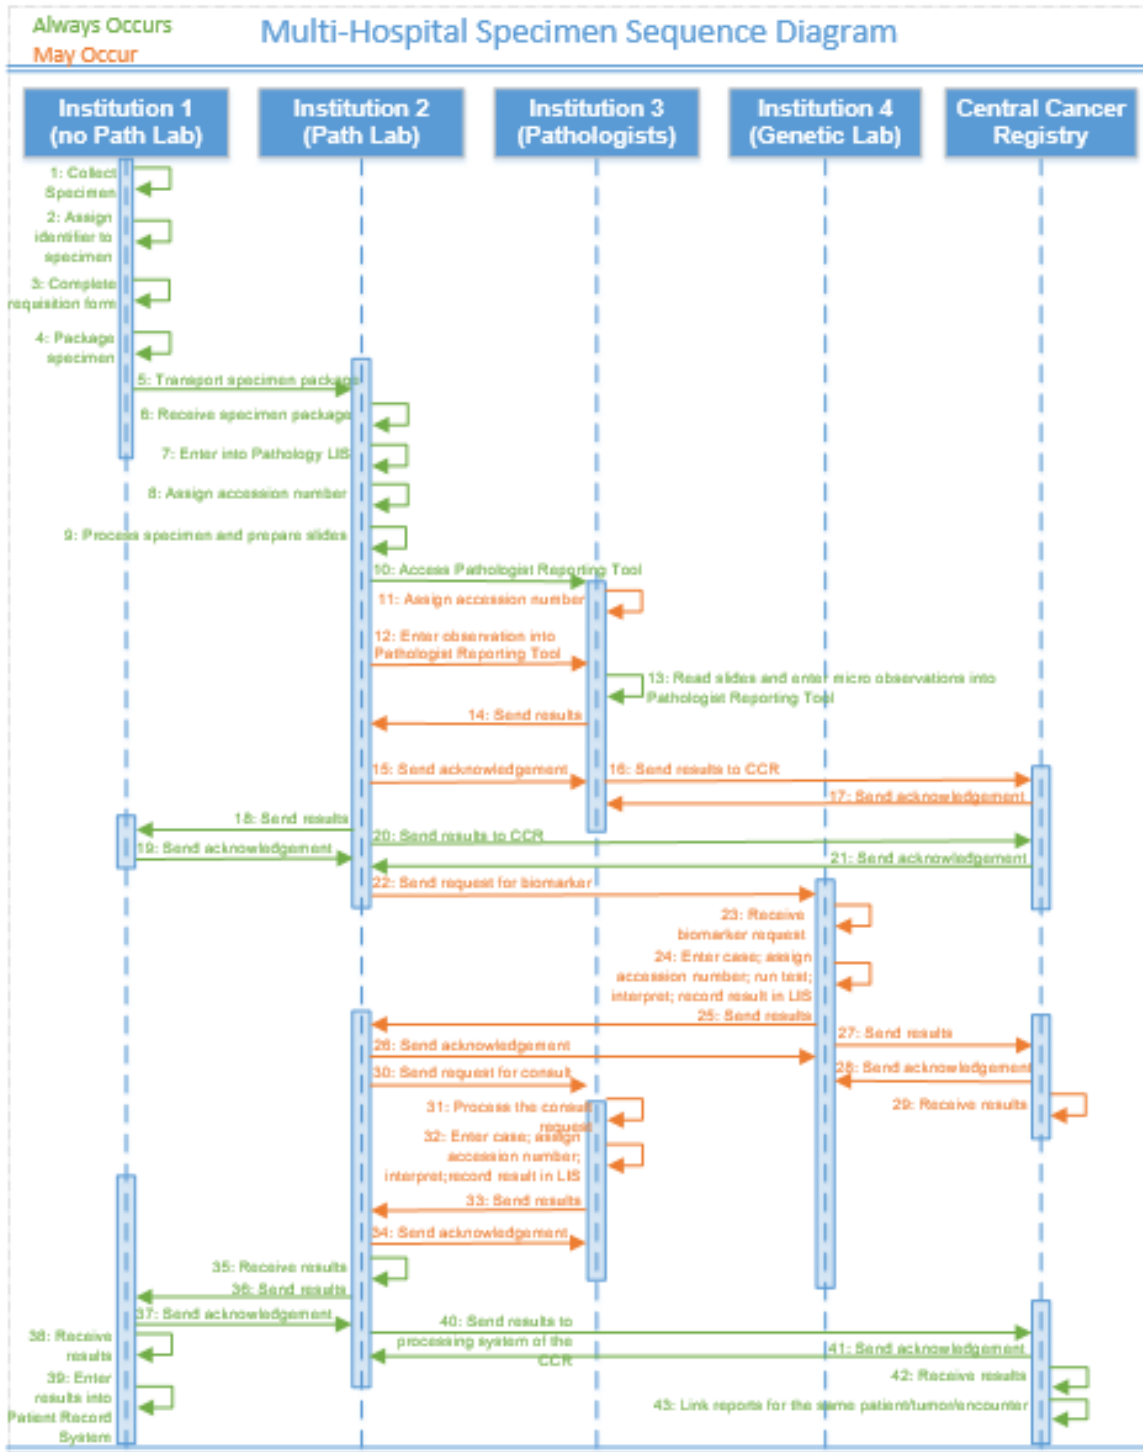 Always Occurs
May Occur
Multi-Hospital Specimen Sequence Diagram
Institution 1
(no Path Lab)
Institution 2
(Path Lab)
Institution 3
(Pathologists)
Institution 4
(Genetic Lab)
Central Cancer
Registry
1: Collect
Specimen
2: Assign
identifier to
specimen
3: Complete
requisition form
4: Package
specimen
5: Transport specimen package
6: Receive specimen package
7: Enter into Pathology LIS
8: Assign accession number
9: Process specimen and prepare slides
10: Access Pathologist Reporting Tool
11: Assign accession number
12: Enter observation into
Pathologist Reporting Tool
13: Read slides and enter micro observations into
Pathologist Reporting Tool
14: Send results
15: Send acknowledgement
16: Send results to CCR
17: Send acknowledgement
18: Send results
19: Send acknowledgement
20: Send results to CCR
21: Send acknowledgement
22: Send request for biomarker
23: Receive
biomarker request
24: Enter case; assign
accession number; run test;
interpret; record result in LIS
25: Send results
26: Send acknowledgement
27: Send results
28: Send acknowledgement
29: Receive results
30: Send request for consult
31: Process the consult
request
32: Enter case; assign
accession number;
interpret;record result in LIS
33: Send results
34: Send acknowledgement
35: Receive results
36: Send results
37: Send acknowledgement
38: Receive
results
39: Enter
results into
Patient Record
System
40: Send results to
processing system of the
CCR
41: Send acknowledgement
42: Receive results
43: Link reports for the same patient/tumor/encounter